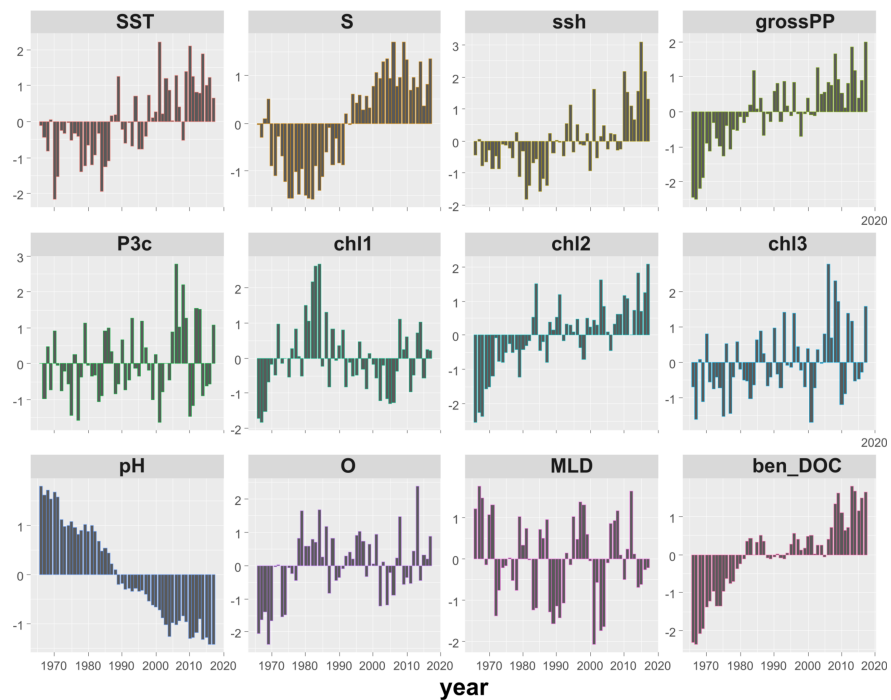 SST S ssh grossPP
2 1 0 -1 -2
1 0 -1
3 2 1 0 -1 -2
2 1 0 -1 -2
2020
P3c chl1 chl2 chl3
3 2 1 0 -1
2 1 0 -1 -2
2 1 0 -1 -2
2 1 0 -1
2020
pH O MLD ben_DOC
1 0 -1
2 1 0 -1 -2
1 0 -1 -2
1 0 -1 -2
1970 1980 1990 2000 2010 2020 1970 1980 1990 2000 2010 2020 1970 1980 1990 2000 2010 2020 1970 1980 1990 2000 2010 2020
year